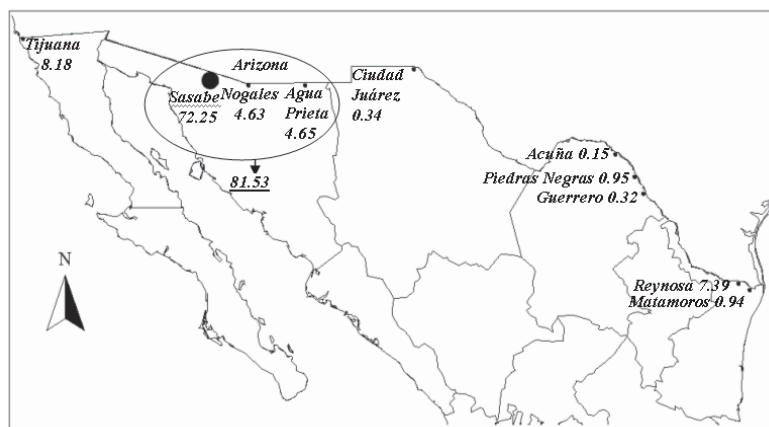 Tijuana
8.18
Arizona
Sasabe
72.25
Nogales
4.63
Agua
Prieta
4.65
81.53
Ciudad
Juárez
0.34
Acuña 0.15
Piedras Negras 0.95
Guerrero 0.32
N
Reynosa 7.39
Matamoros 0.94